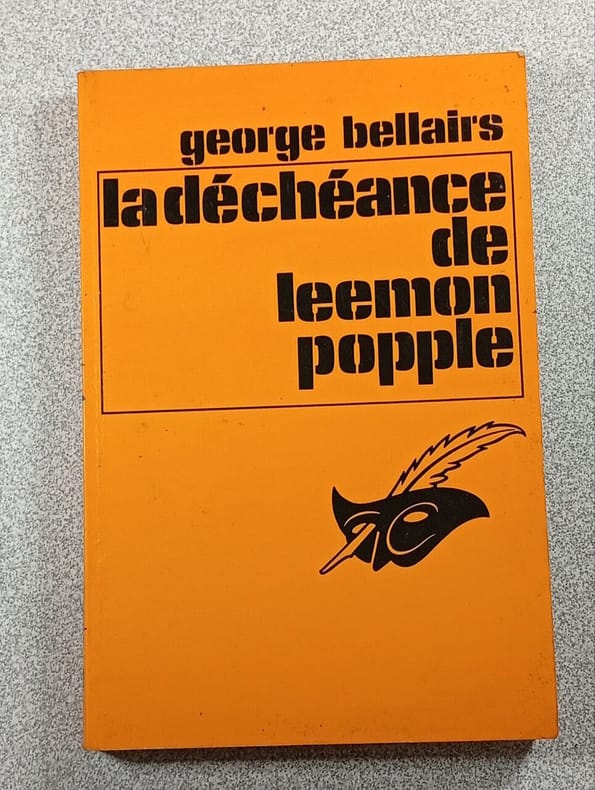 george bellairs
la déchéance
de
leemon
popple